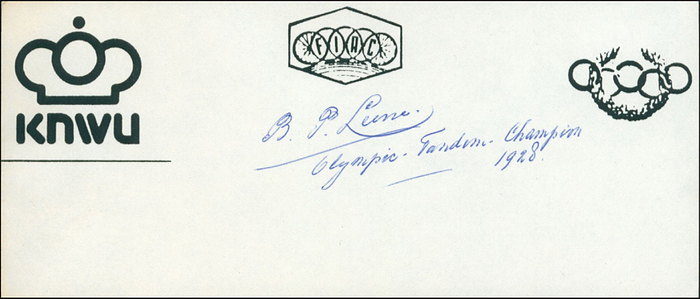 FIAC
KNWU
B. P. Leene.
Olympic - Tandem - Champion
1928.